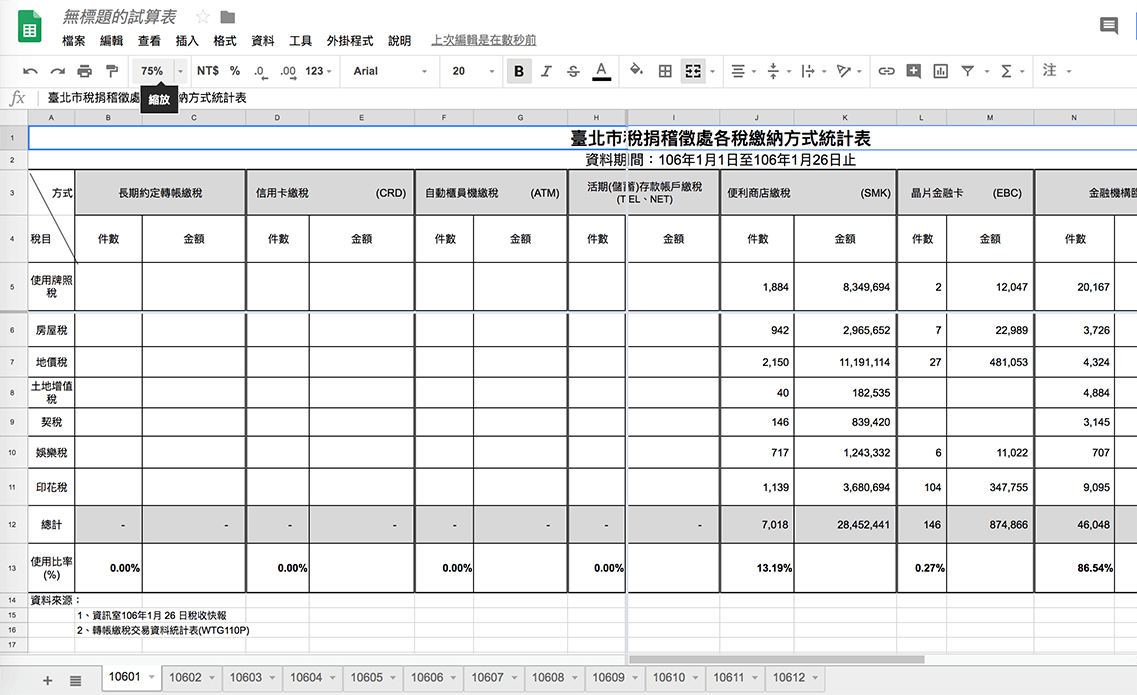 無標題的試算表
檔案 編輯 查看 插入 格式 資料 工具 外掛程式 說明 上次編輯是在數秒前
75% NT$ % .0 .00 123 Arial 20 B I S A 注
fx 臺北市稅捐稽徵處 納方式統計表
縮放
A B C D E F G H I J K L M N
1 臺北市稅捐稽徵處各稅繳納方式統計表
2 資料期間：106年1月1日至106年1月26日止
3 方式 長期約定轉帳繳稅 信用卡繳稅 (CRD) 自動櫃員機繳稅 (ATM) 活期(儲蓄)存款帳戶繳稅 (TEL、NET) 便利商店繳稅 (SMK) 晶片金融卡 (EBC) 金融機構
4 稅目 件數 金額 件數 金額 件數 金額 件數 金額 件數 金額 件數 金額 件數
5 使用牌照稅 1,884 8,349,694 2 12,047 20,167
6 房屋稅 942 2,965,652 7 22,989 3,726
7 地價稅 2,150 11,191,114 27 481,053 4,324
8 土地增值稅 40 182,535 4,884
9 契稅 146 839,420 3,145
10 娛樂稅 717 1,243,332 6 11,022 707
11 印花稅 1,139 3,680,694 104 347,755 9,095
12 總計 - - - - - - - - 7,018 28,452,441 146 874,866 46,048
13 使用比率(%) 0.00% 0.00% 0.00% 0.00% 13.19% 0.27% 86.54%
14 資料來源：
15 1、資訊室106年1月 26 日稅收快報
16 2、轉帳繳稅交易資料統計表(WTG110P)
17
10601 10602 10603 10604 10605 10606 10607 10608 10609 10610 10611 10612